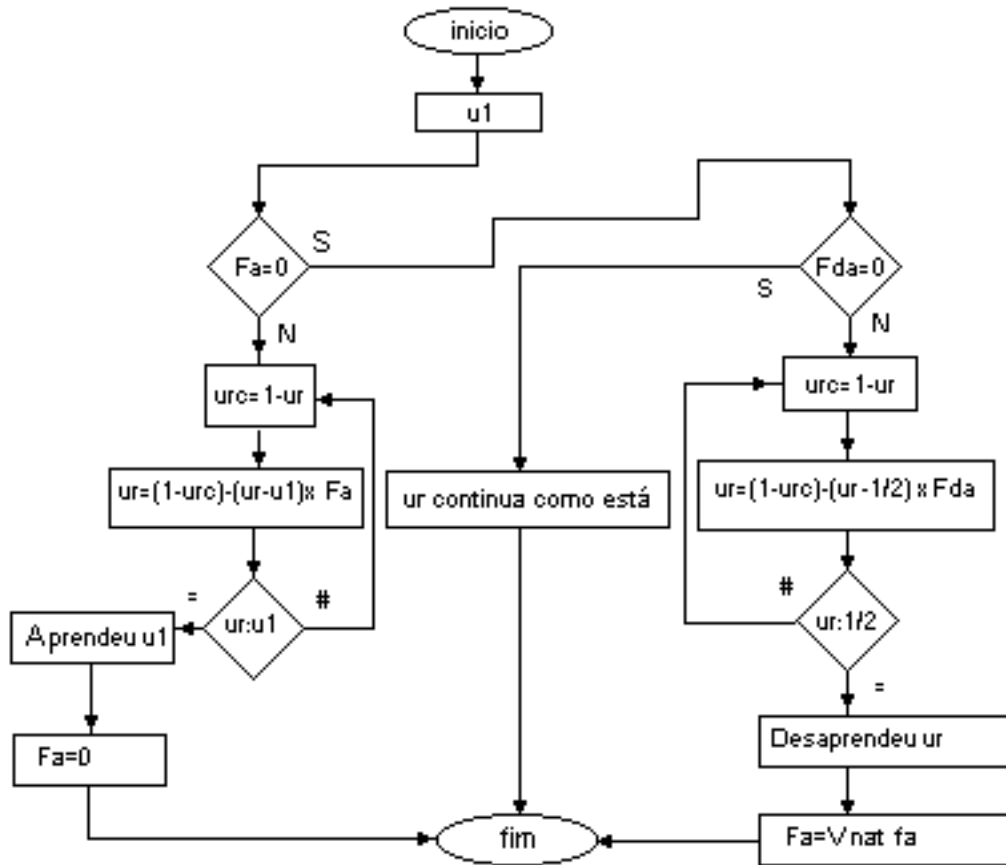 inicio
u1
Fa=0
S
N
urc=1-ur
ur=(1-urc)-(ur-u1)x Fa
ur:u1
=
#
Aprendeu u1
Fa=0
ur continua como está
Fda=0
S
N
urc=1-ur
ur=(1-urc)-(ur-1/2) x Fda
ur:1/2
#
=
Desaprendeu ur
Fa=Vnat fa
fim